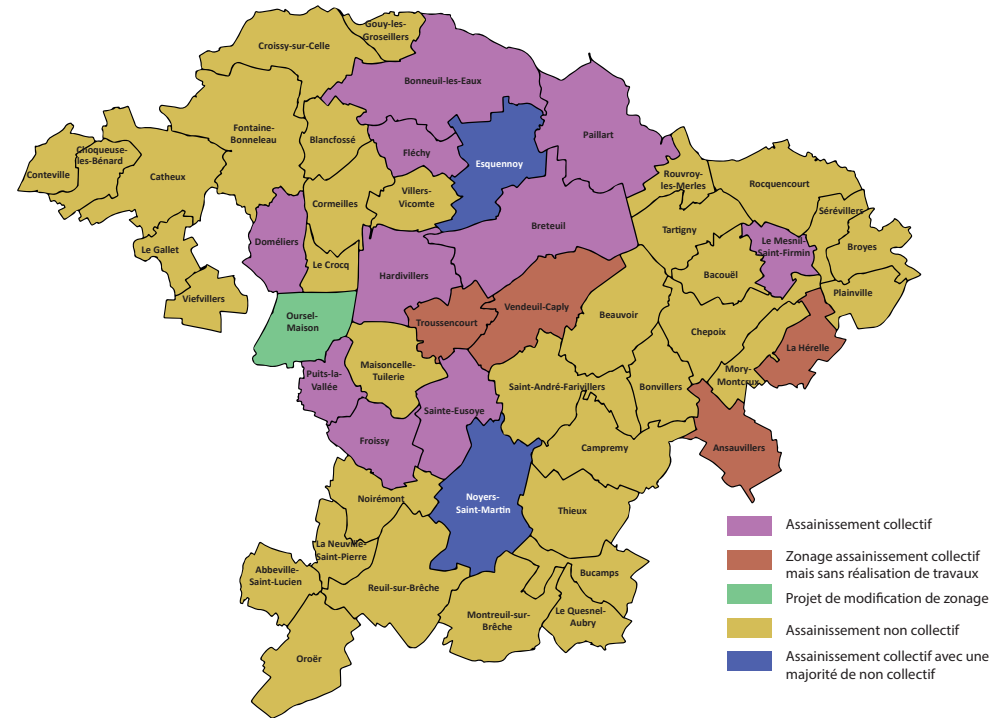 Gouy-les-
Groseillers
Croissy-sur-Celle
Bonneuil-les-Eaux
Paillart
Fontaine-
Bonneleau
Blancfossé
Fléchy
Esquennoy
Choqueuse-
les-Bénard
Conteville
Catheux
Villers-
Vicomte
Cormeilles
Rouvroy-
les-Merles
Rocquencourt
Sérévillers
Breteuil
Tartigny
Doméliers
Le Mesnil-
Saint-Firmin
Broyes
Le Gallet
Le Crocq
Hardivillers
Bacouël
Plainville
Viefvillers
Oursel-
Maison
Troussencourt
Vendeuil-Caply
Beauvoir
Chepoix
La Hérelle
Puits-la-
Vallée
Maisoncelle-
Tuilerie
Saint-André-Farivillers
Bonvillers
Mory-
Montcrux
Sainte-Eusoye
Froissy
Campremy
Ansauvillers
Noirémont
Noyers-
Saint-Martin
Thieux
La Neuville-
Saint-Pierre
Abbeville-
Saint-Lucien
Reuil-sur-Brêche
Bucamps
Montreuil-sur-
Brêche
Le Quesnel-
Aubry
Oroër
Assainissement collectif
Zonage assainissement collectif
mais sans réalisation de travaux
Projet de modification de zonage
Assainissement non collectif
Assainissement collectif avec une
majorité de non collectif